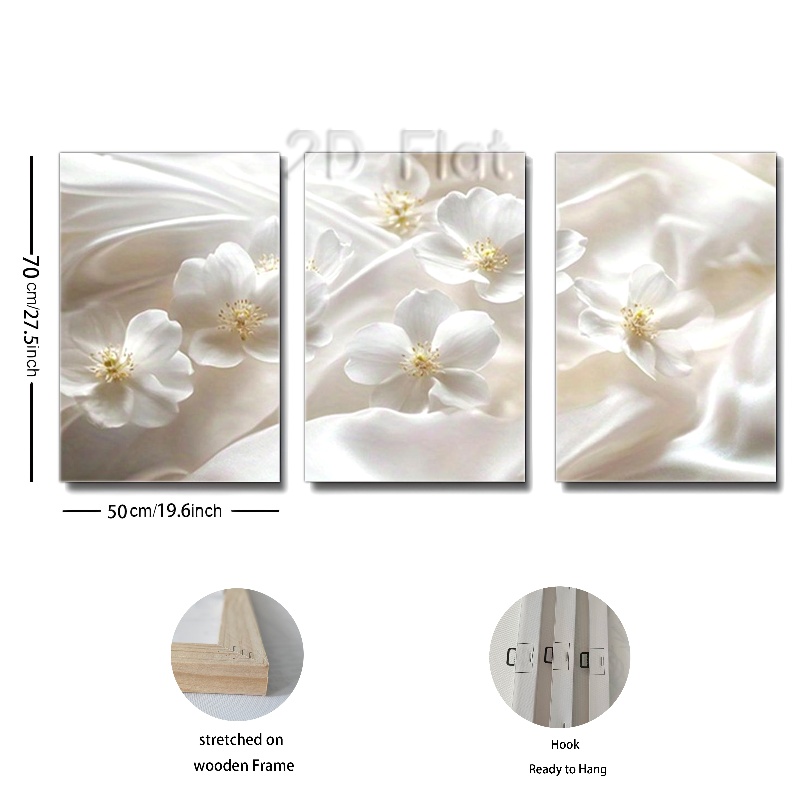 2D Flat
70 cm/27.5inch
50cm/19.6inch
stretched on
wooden Frame
Hook
Ready to Hang